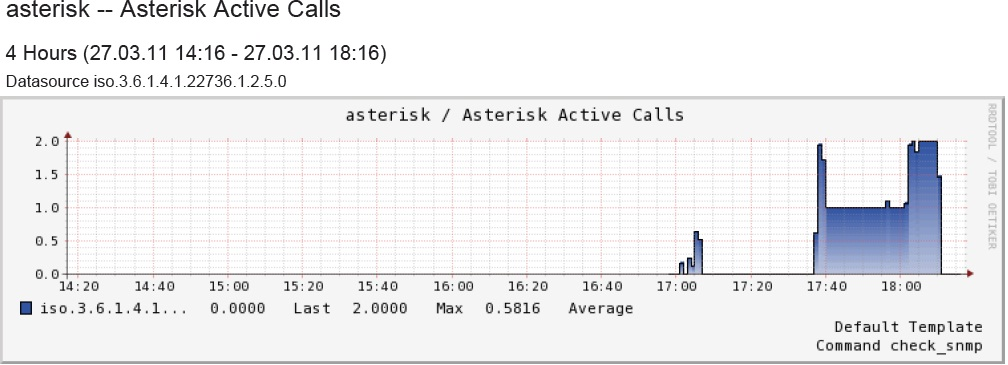 asterisk -- Asterisk Active Calls
4 Hours (27.03.11 14:16 - 27.03.11 18:16)
Datasource iso.3.6.1.4.1.22736.1.2.5.0
asterisk / Asterisk Active Calls
RRDTOOL / TOBI OETIKER
2.0
1.5
1.0
0.5
0.0
14:20 14:40 15:00 15:20 15:40 16:00 16:20 16:40 17:00 17:20 17:40 18:00
iso.3.6.1.4.1... 0.0000 Last 2.0000 Max 0.5816 Average
Default Template
Command check_snmp